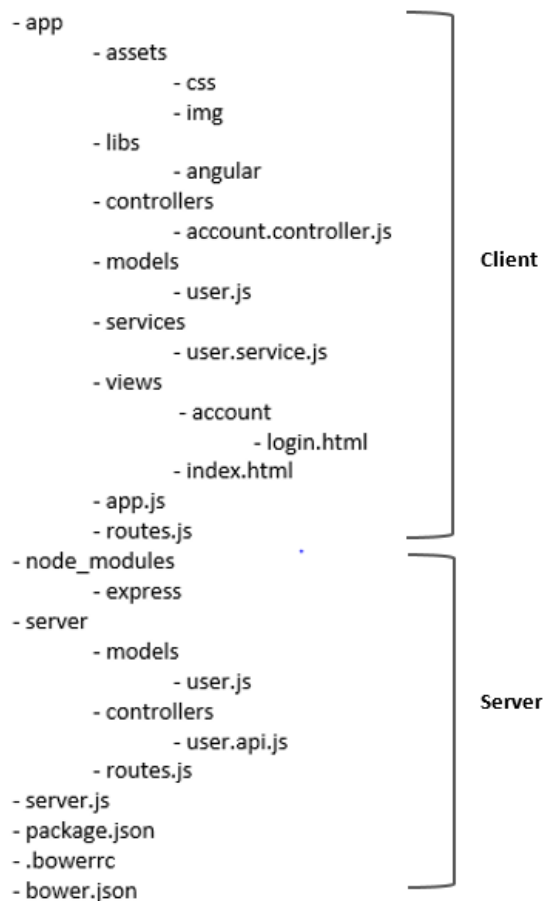 - app
- assets
- css
- img
- libs
- angular
- controllers
- account.controller.js
- models
- user.js
- services
- user.service.js
- views
- account
- login.html
- index.html
- app.js
- routes.js
Client
- node_modules
- express
- server
- models
- user.js
- controllers
- user.api.js
- routes.js
- server.js
- package.json
- .bowerrc
- bower.json
Server